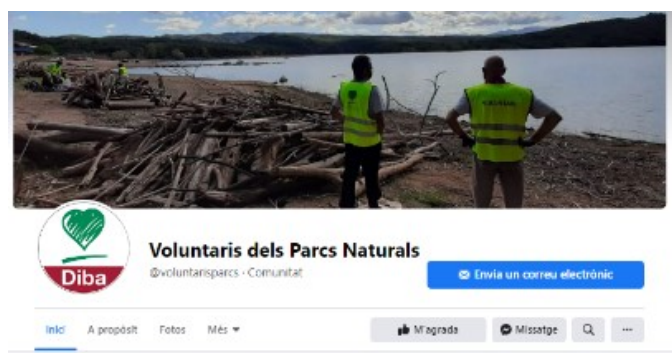 Diba
Voluntaris dels Parcs Naturals
@voluntarisparcs · Comunitat
Envia un correu electrònic
Inici A propòsit Fotos Més
M'agrada Missatge